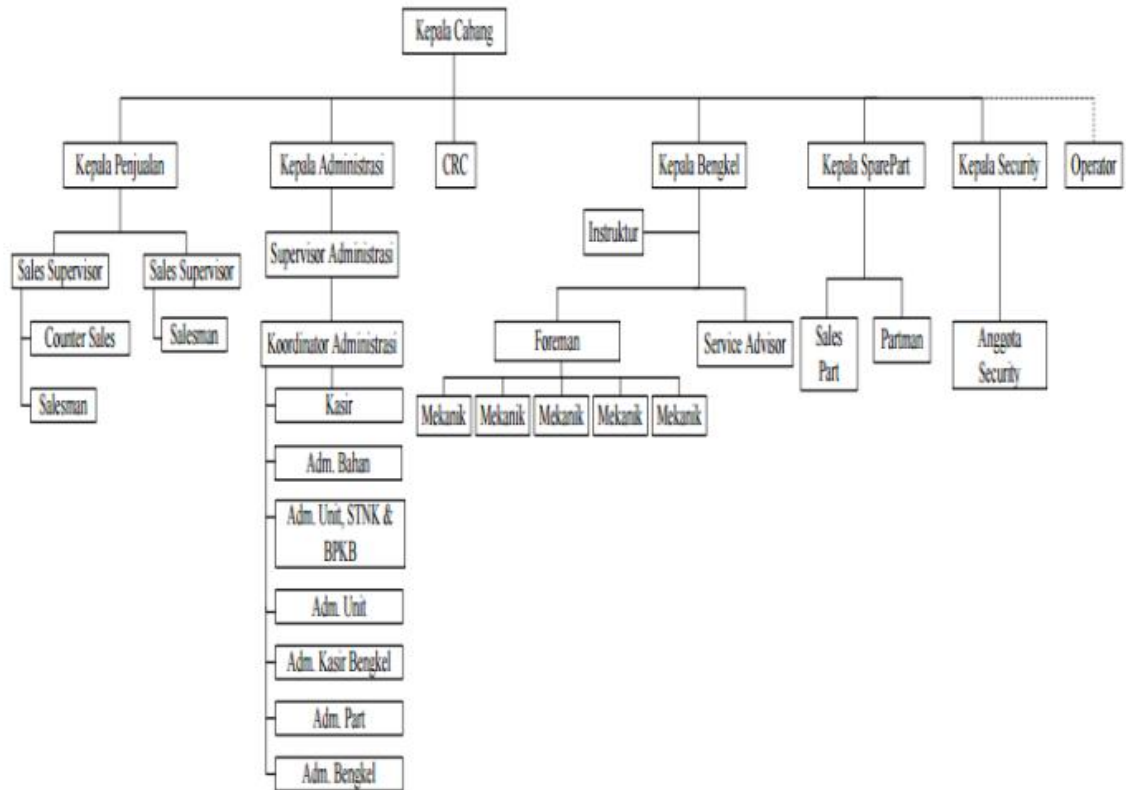 Kepala Cabang
Kepala Penjualan
Kepala Administrasi
CRC
Kepala Bengkel
Kepala SparePart
Kepala Security
Operator
Instruktur
Sales Supervisor
Sales Supervisor
Supervisor Administrasi
Counter Sales
Salesman
Koordinator Administrasi
Foreman
Service Advisor
Sales
Part
Partman
Anggota
Security
Salesman
Kasir
Mekanik
Mekanik
Mekanik
Mekanik
Mekanik
Adm. Bahan
Adm. Unit, STNK &
BPKB
Adm. Unit
Adm. Kasir Bengkel
Adm. Part
Adm. Bengkel